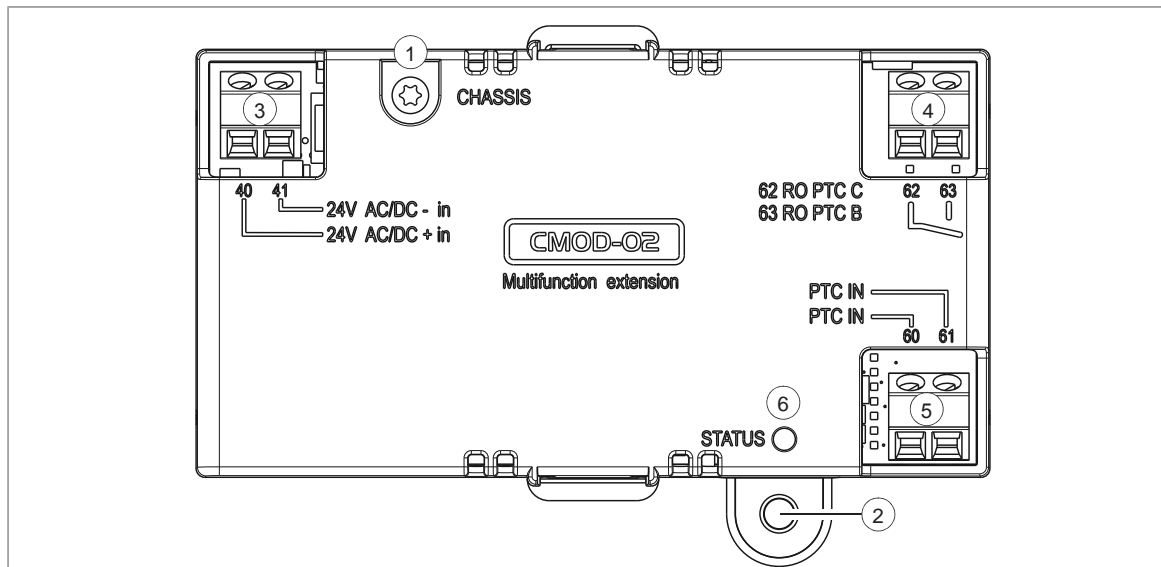 1
CHASSIS
3
4
40 41
24V AC/DC - in
24V AC/DC + in
62 RO PTC C
63 RO PTC B
62 63
CMOD-02
Multifunction extension
PTC IN
PTC IN
60 61
5
6
STATUS
2